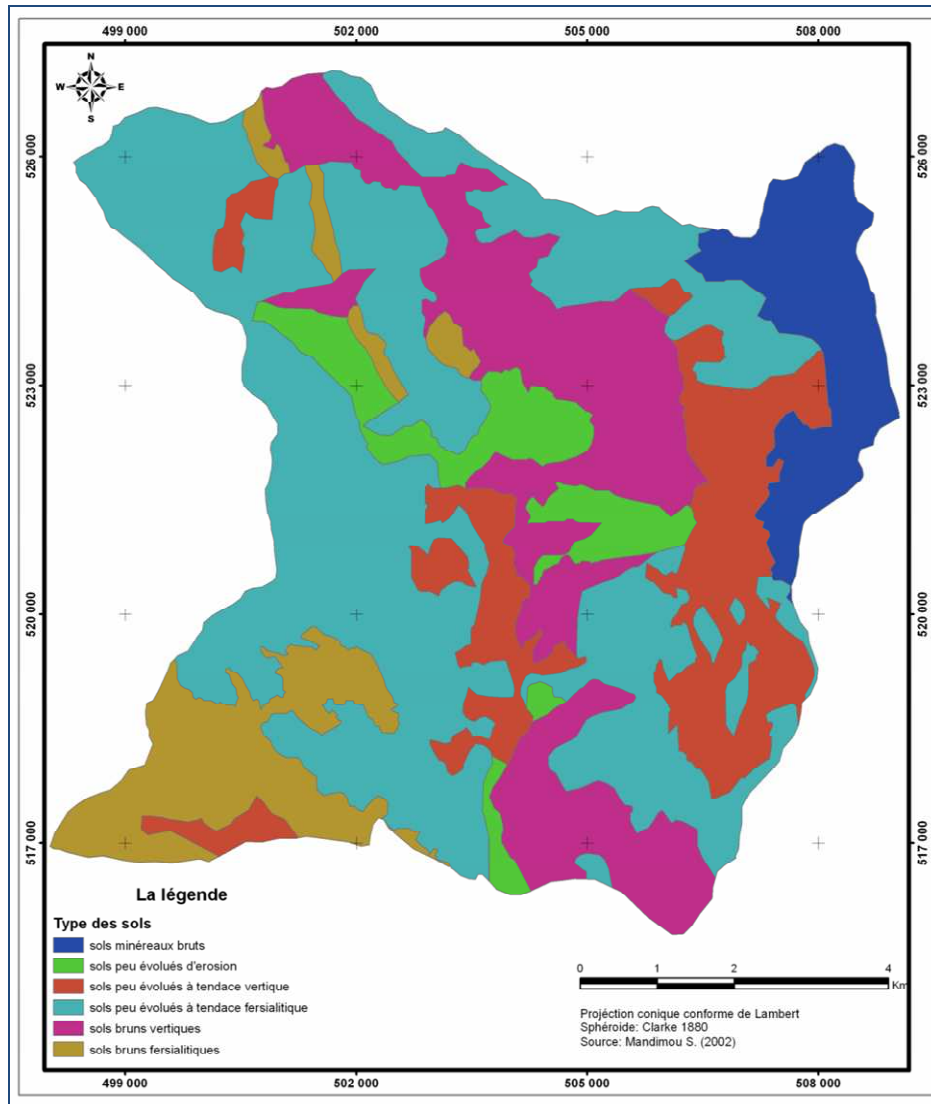 499 000 502 000 505 000 508 000
N
W E
S
526 000 526 000
523 000 523 000
520 000 520 000
517 000 517 000
La légende
Type des sols
sols minéreaux bruts
sols peu évolués d'erosion
sols peu évolués à tendace vertique
sols peu évolués à tendace fersialitique
sols bruns vertiques
sols bruns fersialitiques
0 1 2 4
Km
Projéction conique conforme de Lambert
Sphéroide: Clarke 1880
Source: Mandimou S. (2002)
499 000 502 000 505 000 508 000